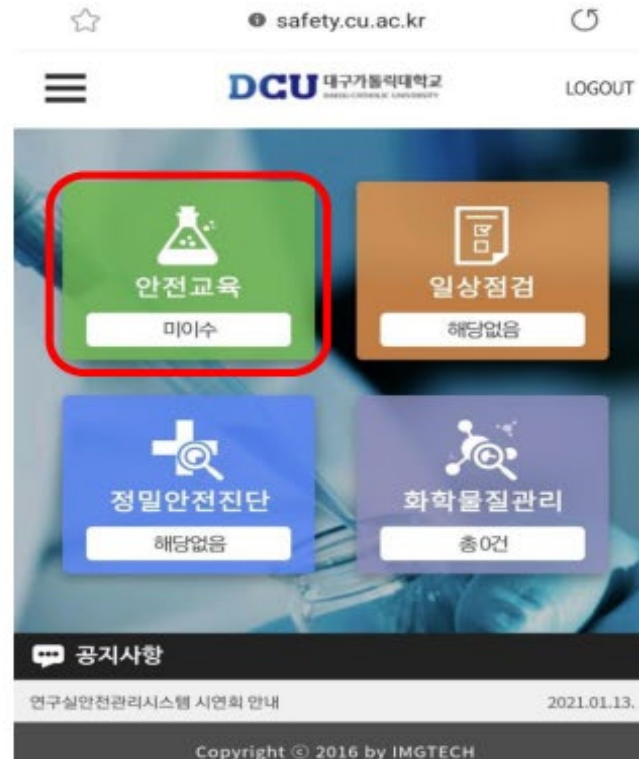 safety.cu.ac.kr
DCU 대구가톨릭대학교
DAEGU CATHOLIC UNIVERSITY
LOGOUT
안전교육
미이수
일상점검
해당없음
정밀안전진단
해당없음
화학물질관리
총 0건
공지사항
연구실안전관리시스템 시연회 안내
2021.01.13.
Copyright ⓒ 2016 by IMGTECH